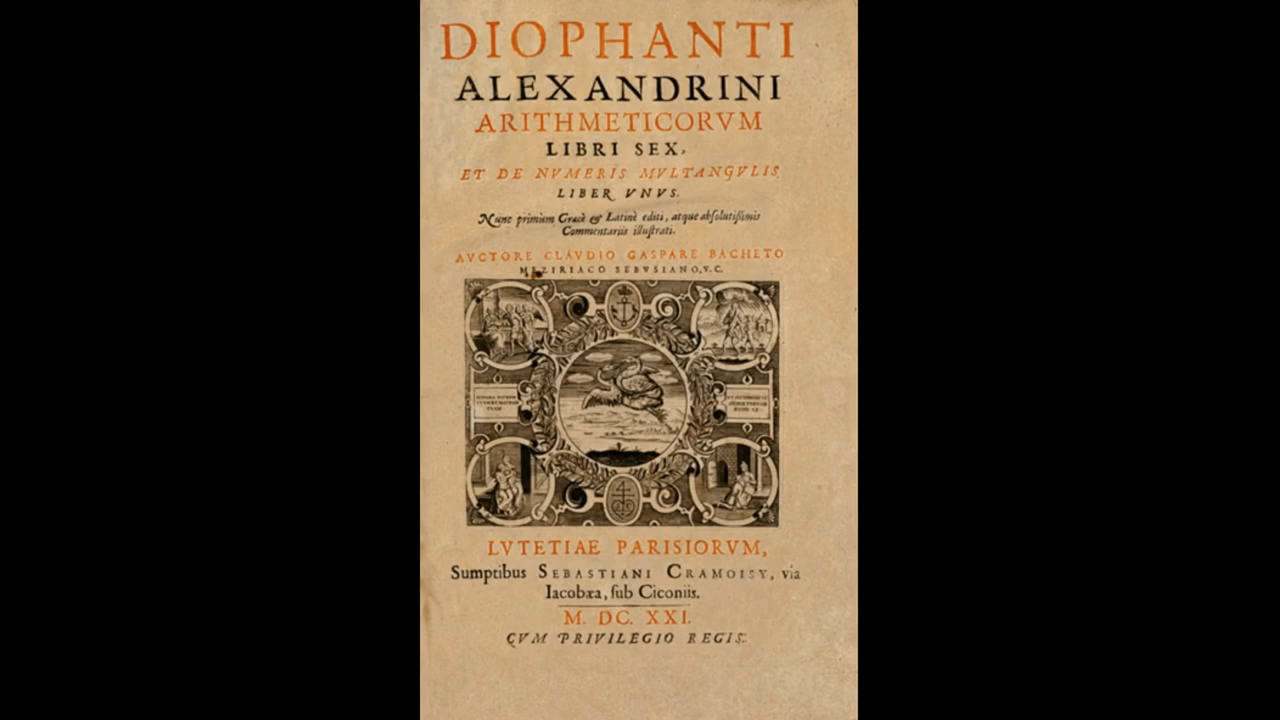 DIOPHANTI
ALEXANDRINI
ARITHMETICORVM
LIBRI SEX,
ET DE NVMERIS MVLTANGVLIS
LIBER VNVS.
Nunc primùm Græcè & Latinè editi, atque absolutißimis
Commentariis illustrati.
AVCTORE CLAVDIO GASPARE BACHETO
MEZIRIACO SEBVSIANO, V.C.
LVTETIAE PARISIORVM,
Sumptibus SEBASTIANI CRAMOISY, via
Iacobæa, sub Ciconiis.
M. DC. XXI.
CVM PRIVILEGIO REGIS.